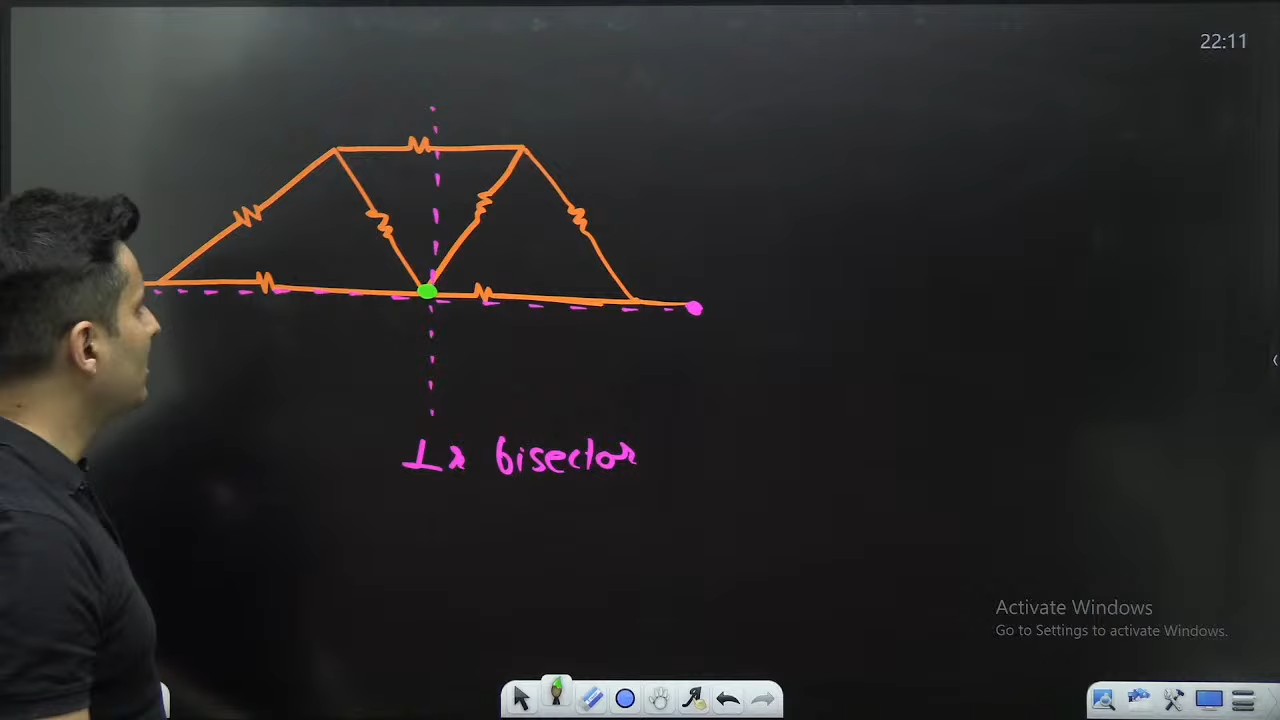 22:11
⊥r bisector
Activate Windows
Go to Settings to activate Windows.